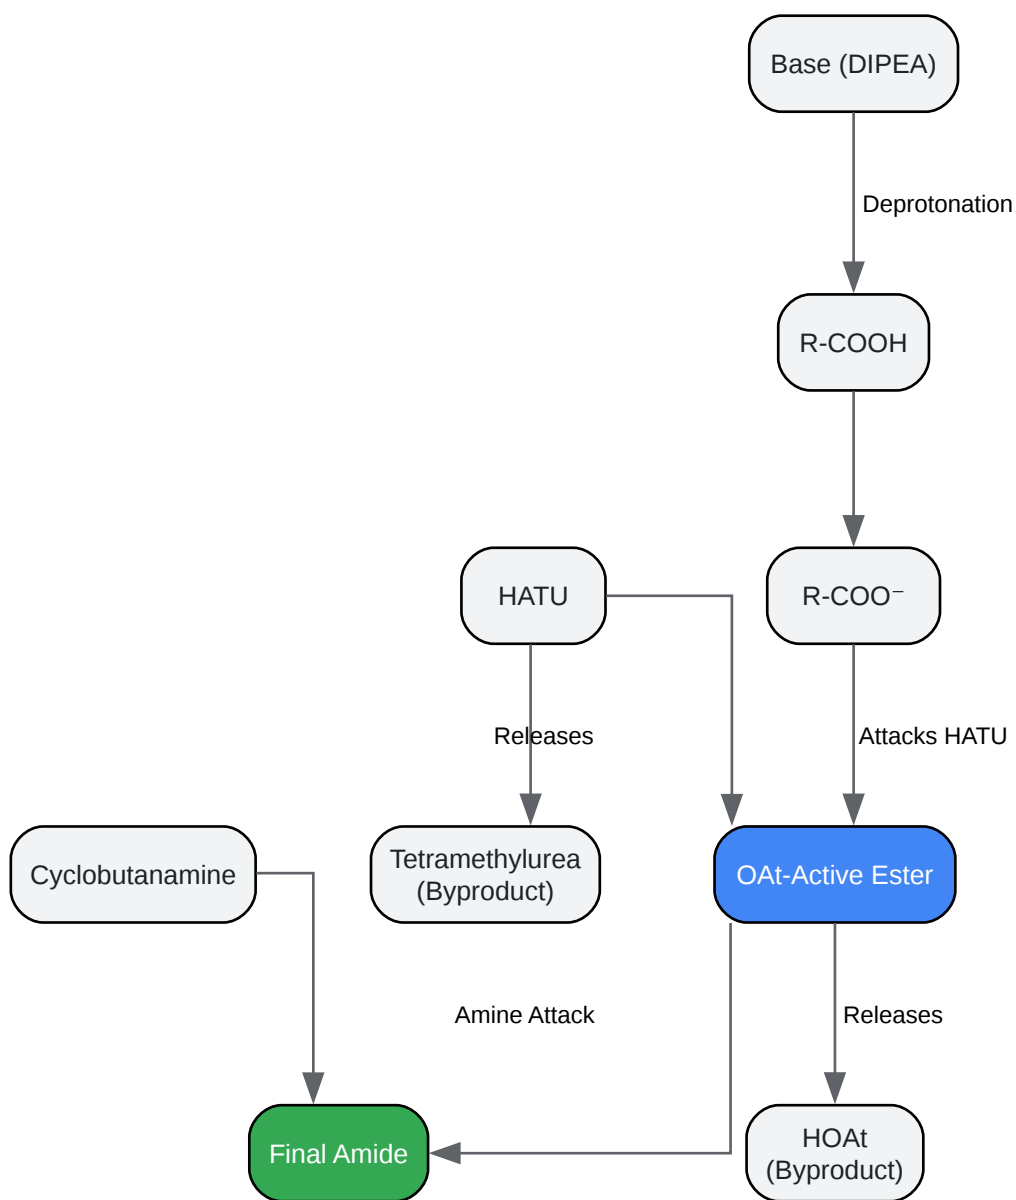 Base (DIPEA)
Deprotonation
R-COOH
HATU
R-COO⁻
Releases
Attacks HATU
Cyclobutanamine
Tetramethylurea
(Byproduct)
OAt-Active Ester
Amine Attack
Releases
Final Amide
HOAt
(Byproduct)